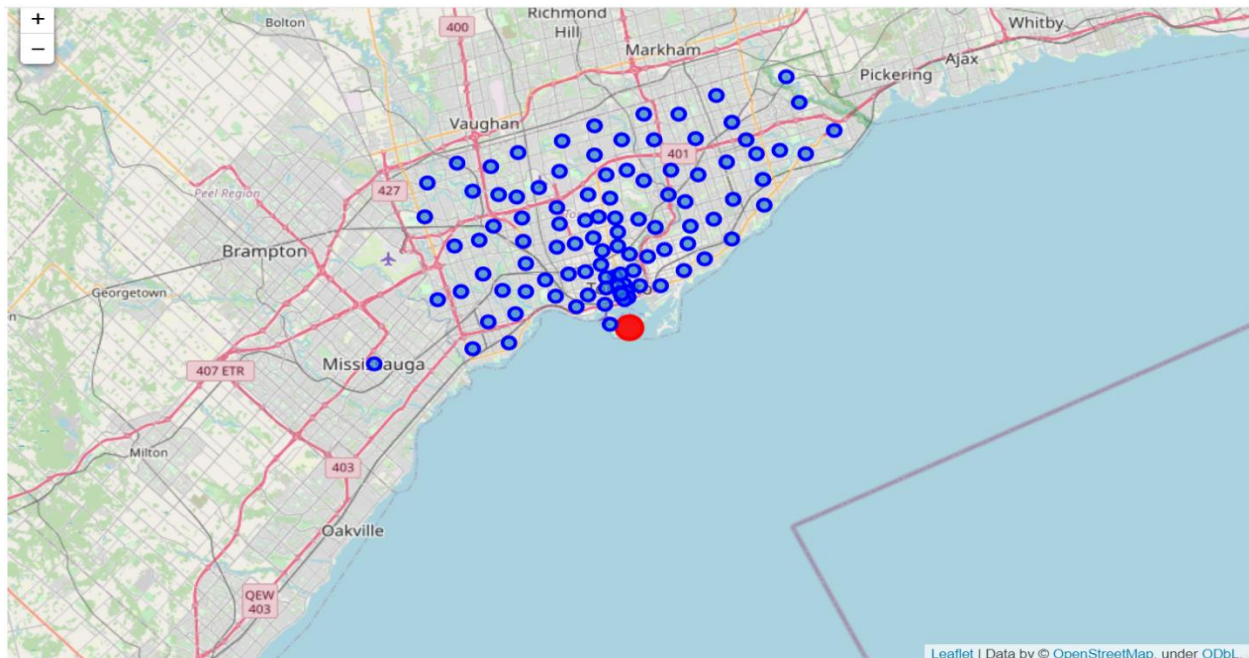 +
−
Bolton
400
Richmond
Hill
Markham
Whitby
Ajax
Pickering
Vaughan
401
427
Peel Region
Brampton
Georgetown
Mississauga
407 ETR
Milton
403
Oakville
QEW
403
Leaflet | Data by © OpenStreetMap, under ODbL.